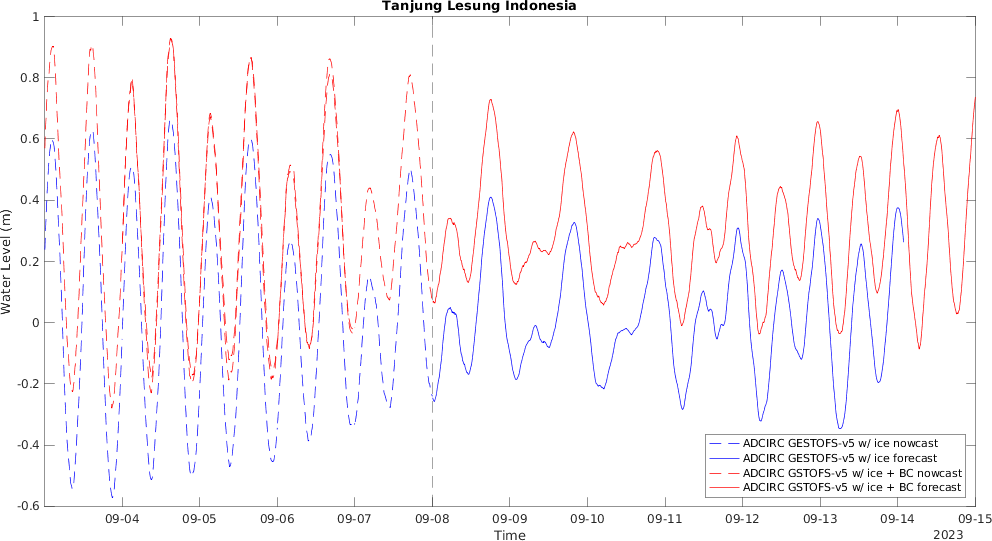 Tanjung Lesung Indonesia
Water Level (m)
1
0.8
0.6
0.4
0.2
0
-0.2
-0.4
-0.6
ADCIRC GESTOFS-v5 w/ ice nowcast
ADCIRC GESTOFS-v5 w/ ice forecast
ADCIRC GSTOFS-v5 w/ ice + BC nowcast
ADCIRC GSTOFS-v5 w/ ice + BC forecast
09-04 09-05 09-06 09-07 09-08 09-09 09-10 09-11 09-12 09-13 09-14 09-15
Time
2023